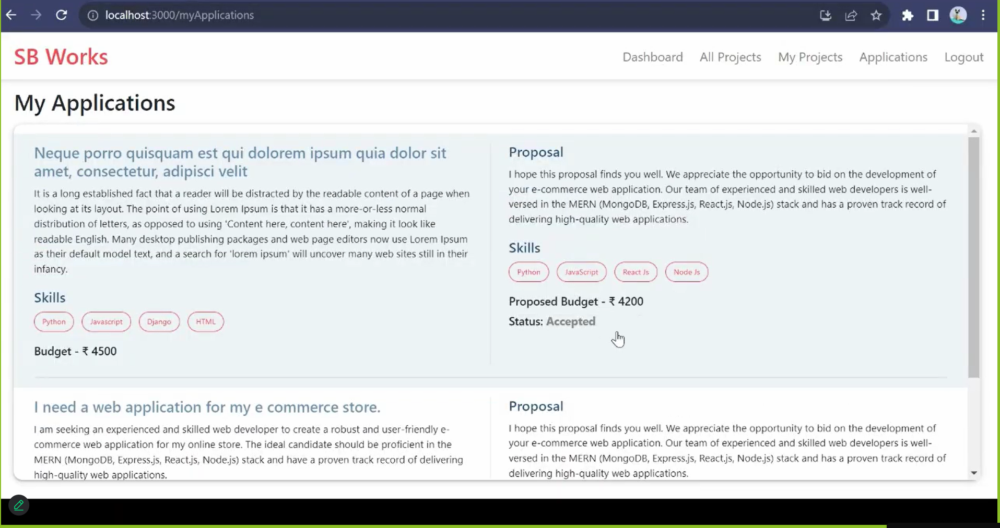 localhost:3000/myApplications
SB Works
Dashboard All Projects My Projects Applications Logout
My Applications
Neque porro quisquam est qui dolorem ipsum quia dolor sit
amet, consectetur, adipisci velit
It is a long established fact that a reader will be distracted by the readable content of a page when
looking at its layout. The point of using Lorem Ipsum is that it has a more-or-less normal
distribution of letters, as opposed to using 'Content here, content here', making it look like
readable English. Many desktop publishing packages and web page editors now use Lorem Ipsum
as their default model text, and a search for 'lorem ipsum' will uncover many web sites still in their
infancy.
Skills
Python Javascript Django HTML
Budget - ₹ 4500
Proposal
I hope this proposal finds you well. We appreciate the opportunity to bid on the development of
your e-commerce web application. Our team of experienced and skilled web developers is well-
versed in the MERN (MongoDB, Express.js, React.js, Node.js) stack and has a proven track record of
delivering high-quality web applications.
Skills
Python JavaScript React Js Node Js
Proposed Budget - ₹ 4200
Status: Accepted
I need a web application for my e commerce store.
I am seeking an experienced and skilled web developer to create a robust and user-friendly e-
commerce web application for my online store. The ideal candidate should be proficient in the
MERN (MongoDB, Express.js, React.js, Node.js) stack and have a proven track record of delivering
high-quality web applications.
Proposal
I hope this proposal finds you well. We appreciate the opportunity to bid on the development of
your e-commerce web application. Our team of experienced and skilled web developers is well-
versed in the MERN (MongoDB, Express.js, React.js, Node.js) stack and has a proven track record of
delivering high-quality web applications.